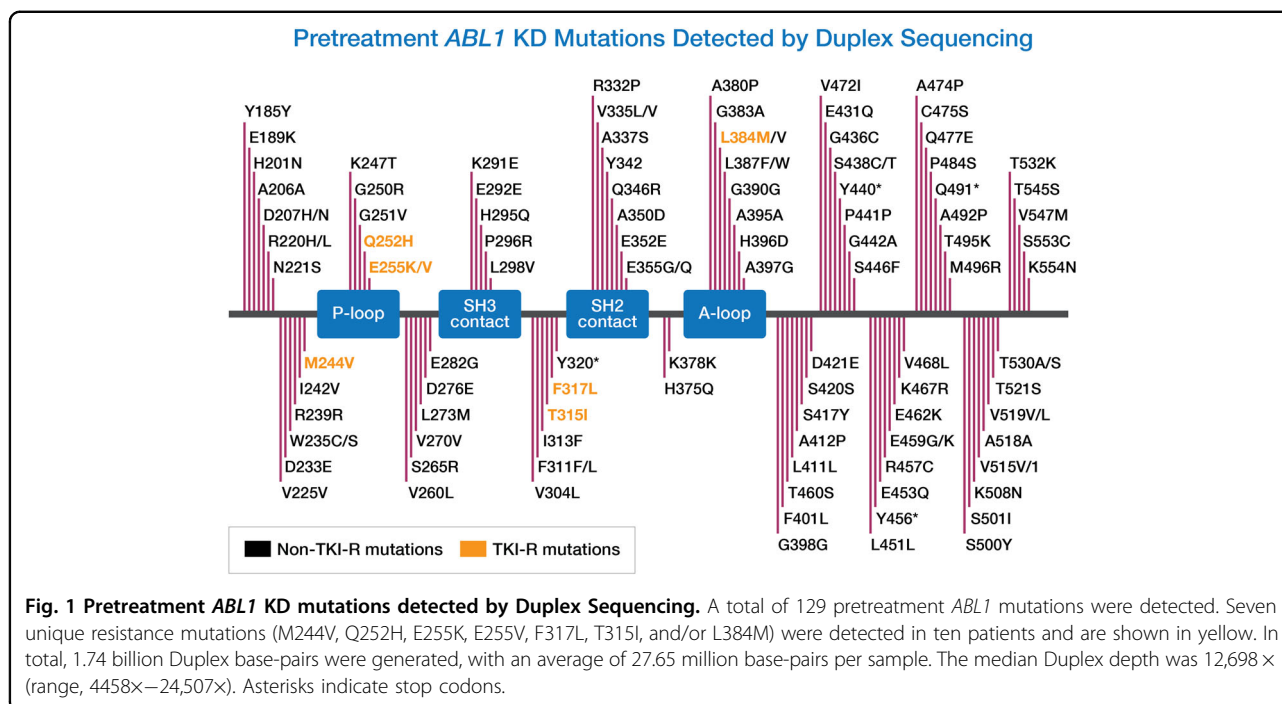 Pretreatment ABL1 KD Mutations Detected by Duplex Sequencing
Y185Y
E189K
H201N
A206A
D207H/N
R220H/L
N221S
K247T
G250R
G251V
Q252H
E255K/V
K291E
E292E
H295Q
P296R
L298V
R332P
V335L/V
A337S
Y342
Q346R
A350D
E352E
E355G/Q
A380P
G383A
L384M/V
L387F/W
G390G
A395A
H396D
A397G
V472I
E431Q
G436C
S438C/T
Y440*
P441P
G442A
S446F
A474P
C475S
Q477E
P484S
Q491*
A492P
T495K
M496R
T532K
T545S
V547M
S553C
K554N
P-loop
SH3
contact
SH2
contact
A-loop
M244V
I242V
R239R
W235C/S
D233E
V225V
E282G
D276E
L273M
V270V
S265R
V260L
Y320*
F317L
T315I
I313F
F311F/L
V304L
K378K
H375Q
D421E
S420S
S417Y
A412P
L411L
T460S
F401L
G398G
V468L
K467R
E462K
E459G/K
R457C
E453Q
Y456*
L451L
T530A/S
T521S
V519V/L
A518A
V515V/1
K508N
S501I
S500Y
Non-TKI-R mutations
TKI-R mutations
Fig. 1 Pretreatment ABL1 KD mutations detected by Duplex Sequencing. A total of 129 pretreatment ABL1 mutations were detected. Seven
unique resistance mutations (M244V, Q252H, E255K, E255V, F317L, T315I, and/or L384M) were detected in ten patients and are shown in yellow. In
total, 1.74 billion Duplex base-pairs were generated, with an average of 27.65 million base-pairs per sample. The median Duplex depth was 12,698 ×
(range, 4458×−24,507×). Asterisks indicate stop codons.